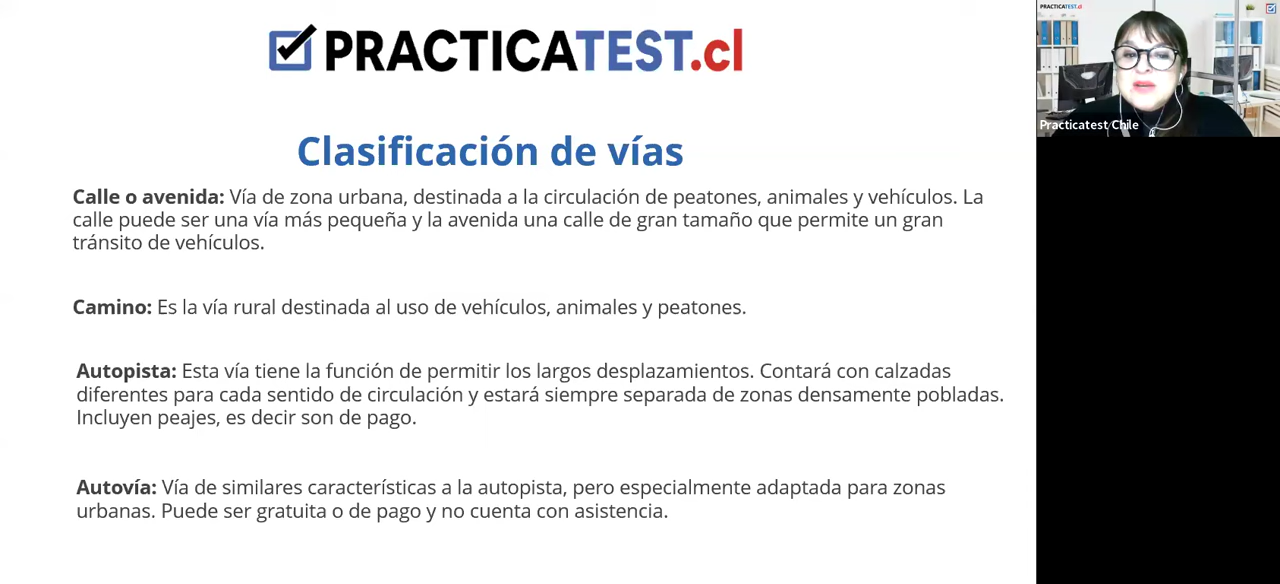 PRACTICATEST.cl
Clasificación de vías
Calle o avenida: Vía de zona urbana, destinada a la circulación de peatones, animales y vehículos. La
calle puede ser una vía más pequeña y la avenida una calle de gran tamaño que permite un gran
tránsito de vehículos.
Camino: Es la vía rural destinada al uso de vehículos, animales y peatones.
Autopista: Esta vía tiene la función de permitir los largos desplazamientos. Contará con calzadas
diferentes para cada sentido de circulación y estará siempre separada de zonas densamente pobladas.
Incluyen peajes, es decir son de pago.
Autovía: Vía de similares características a la autopista, pero especialmente adaptada para zonas
urbanas. Puede ser gratuita o de pago y no cuenta con asistencia.
PRACTICATEST.cl
Practicatest Chile